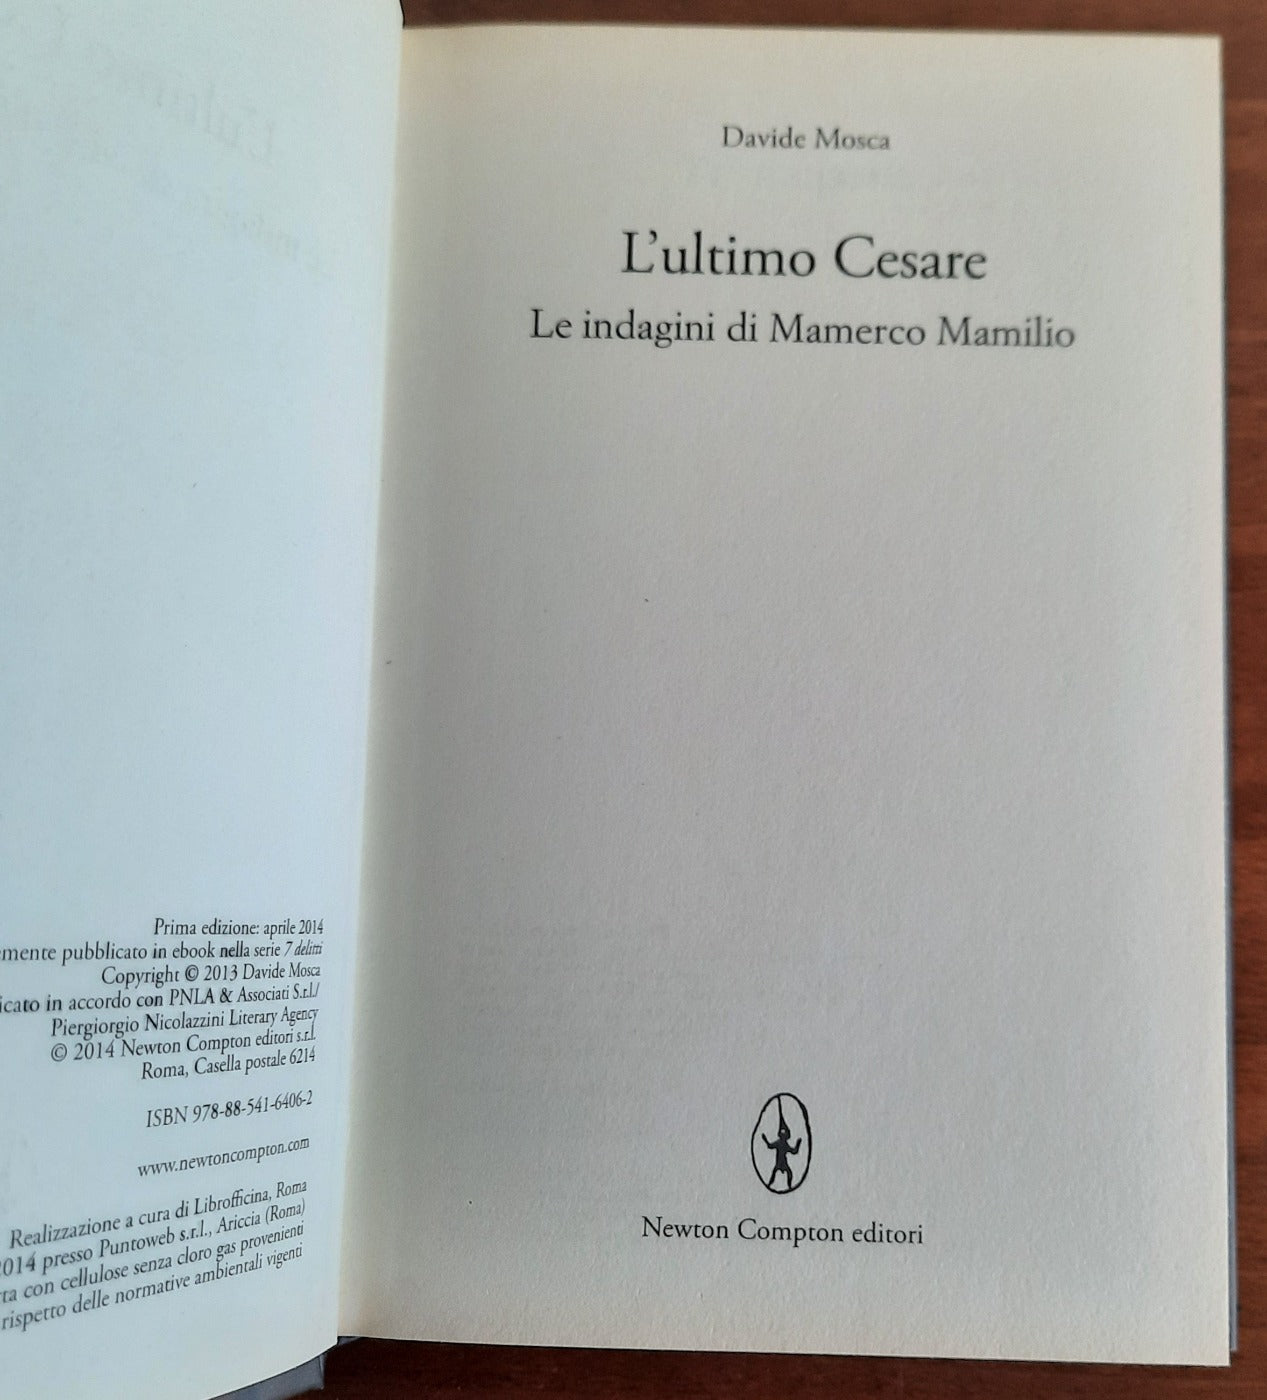 Prima edizione: aprile 2014
pubblicato in ebook nella serie 7 delitti
Copyright © 2013 Davide Mosca
in accordo con PNLA & Associati S.r.l./
Piergiorgio Nicolazzini Literary Agency
© 2014 Newton Compton editori s.r.l.
Roma, Casella postale 6214
ISBN 978-88-541-6406-2
www.newtoncompton.com
Realizzazione a cura di Librofficina, Roma
2014 presso Puntoweb s.r.l., Ariccia (Roma)
con cellulose senza cloro gas provenienti
rispetto delle normative ambientali vigenti
Davide Mosca
L'ultimo Cesare
Le indagini di Mamerco Mamilio
Newton Compton editori